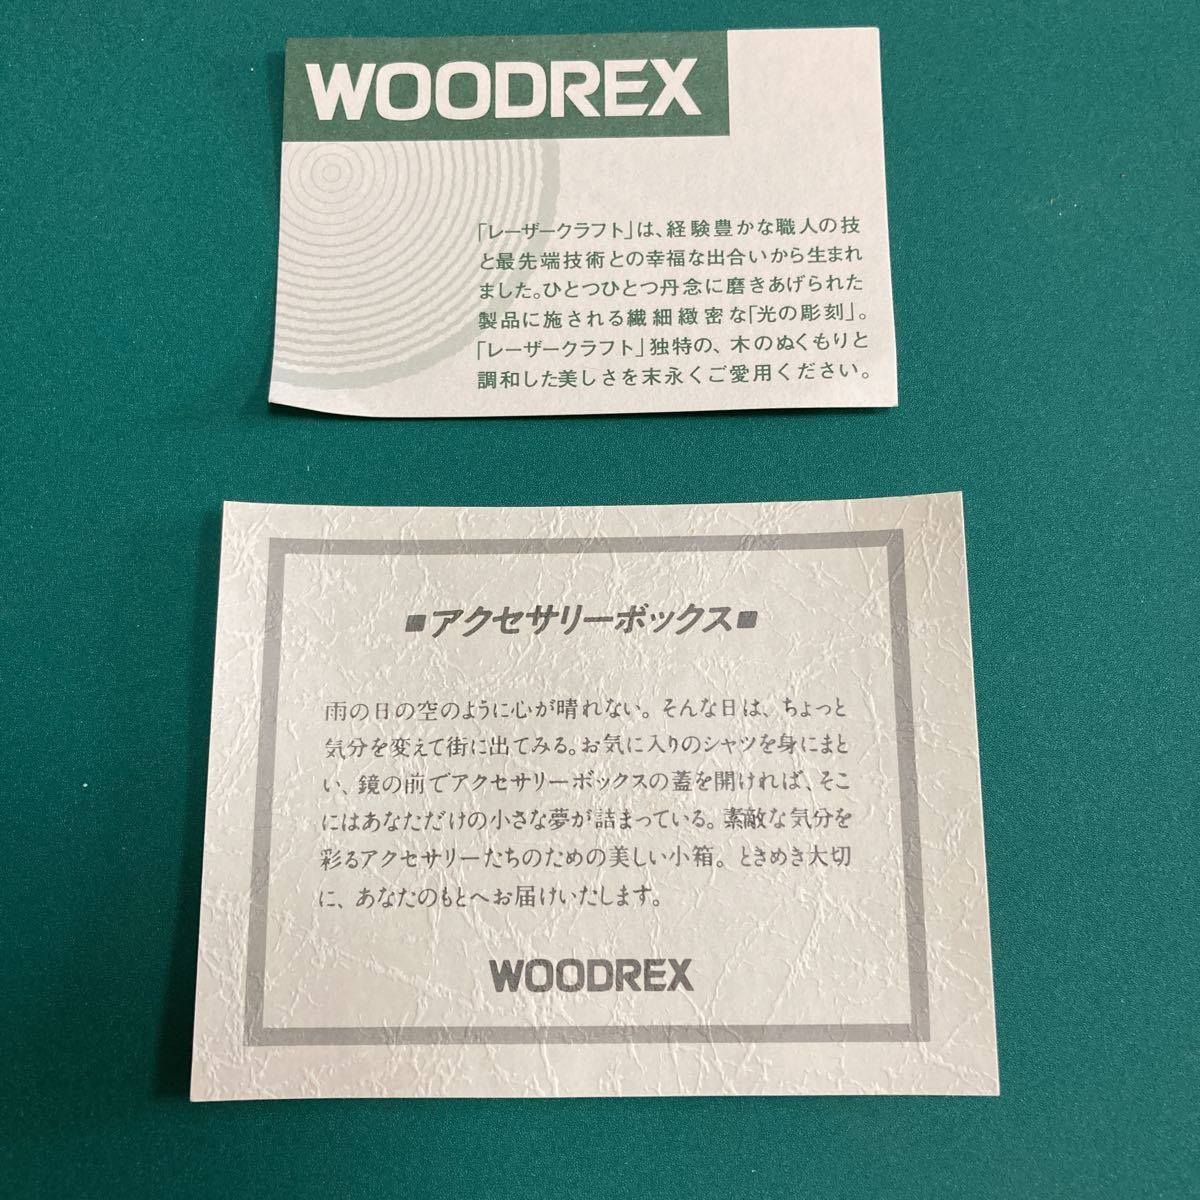 WOODREX
「レーザークラフト」は、経験豊かな職人の技
と最先端技術との幸福な出合いから生まれ
ました。ひとつひとつ丹念に磨きあげられた
製品に施される繊細緻密な「光の彫刻」。
「レーザークラフト」独特の、木のぬくもりと
調和した美しさを末永くご愛用ください。
■アクセサリーボックス■
雨の日の空のように心が晴れない。そんな日は、ちょっと
気分を変えて街に出てみる。お気に入りのシャツを身にまと
い、鏡の前でアクセサリーボックスの蓋を開ければ、そこ
にはあなただけの小さな夢が詰まっている。素敵な気分を
彩るアクセサリーたちのための美しい小箱。ときめき大切
に、あなたのもとへお届けいたします。
WOODREX